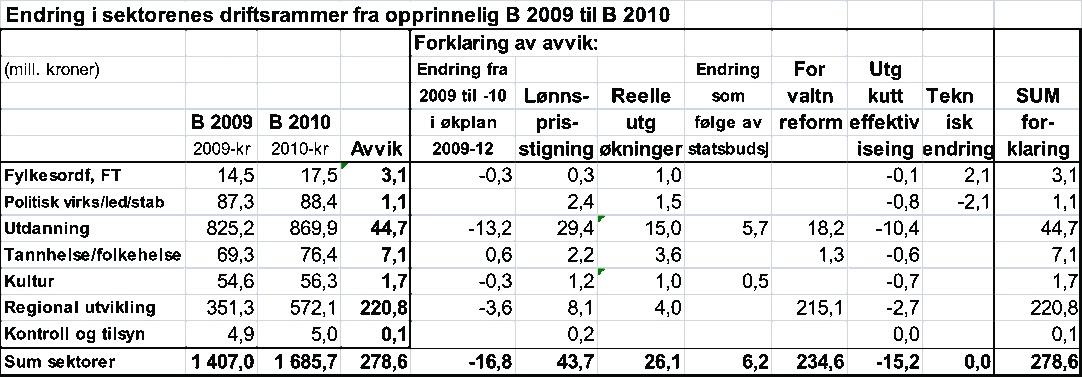 Endring i sektorenes driftsrammer fra opprinnelig B 2009 til B 2010
Forklaring av avvik:
(mill. kroner) Endring fra Endring For Utg
2009 til -10 Lønns- Reelle som valtn kutt Tekn SUM
B 2009 B 2010 i økplan pris- utg følge av reform effektiv isk for-
2009-kr 2010-kr Avvik 2009-12 stigning økninger statsbudsj iseing endring klaring
Fylkesordf, FT 14,5 17,5 3,1 -0,3 0,3 1,0 -0,1 2,1 3,1
Politisk virks/led/stab 87,3 88,4 1,1 2,4 1,5 -0,8 -2,1 1,1
Utdanning 825,2 869,9 44,7 -13,2 29,4 15,0 5,7 18,2 -10,4 44,7
Tannhelse/folkehelse 69,3 76,4 7,1 0,6 2,2 3,6 1,3 -0,6 7,1
Kultur 54,6 56,3 1,7 -0,3 1,2 1,0 0,5 -0,7 1,7
Regional utvikling 351,3 572,1 220,8 -3,6 8,1 4,0 215,1 -2,7 220,8
Kontroll og tilsyn 4,9 5,0 0,1 0,2 0,0 0,1
Sum sektorer 1 407,0 1 685,7 278,6 -16,8 43,7 26,1 6,2 234,6 -15,2 0,0 278,6